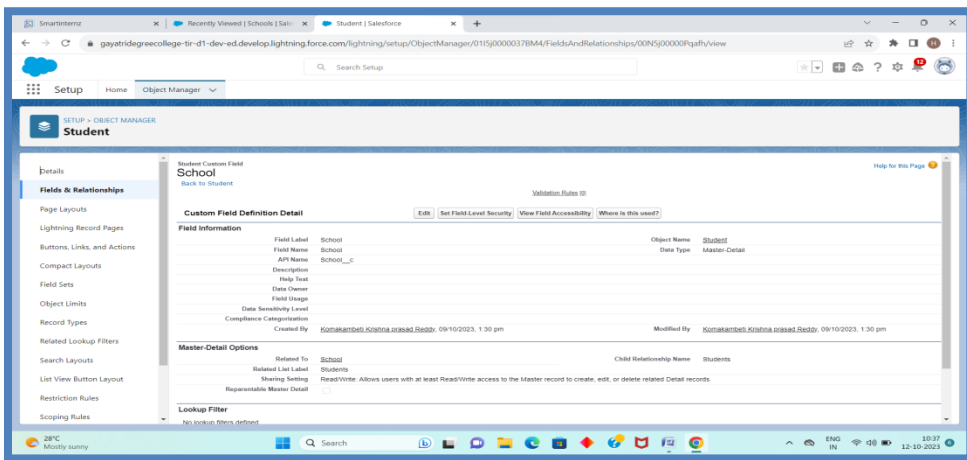 Smartinternz
Recently Viewed | Schools | Sale
Student | Salesforce
gayatridegreecollege-tir-d1-dev-ed.develop.lightning.force.com/lightning/setup/ObjectManager/01I5j0000037BM4/FieldsAndRelationships/00N5j00000Pqafh/view
H
Search Setup
12
Setup Home Object Manager
SETUP > OBJECT MANAGER
Student
Details
Fields & Relationships
Page Layouts
Lightning Record Pages
Buttons, Links, and Actions
Compact Layouts
Field Sets
Object Limits
Record Types
Related Lookup Filters
Search Layouts
List View Button Layout
Restriction Rules
Scoping Rules
Student Custom Field
School
Back to Student
Help for this Page
Validation Rules [0]
Custom Field Definition Detail Edit Set Field-Level Security View Field Accessibility Where is this used?
Field Information
Field Label School Object Name Student
Field Name School Data Type Master-Detail
API Name School__c
Description
Help Text
Data Owner
Field Usage
Data Sensitivity Level
Compliance Categorization
Created By Komakambeti Krishna prasad Reddy, 09/10/2023, 1:30 pm Modified By Komakambeti Krishna prasad Reddy, 09/10/2023, 1:30 pm
Master-Detail Options
Related To School Child Relationship Name Students
Related List Label Students
Sharing Setting Read/Write: Allows users with at least Read/Write access to the Master record to create, edit, or delete related Detail records.
Reparentable Master Detail
Lookup Filter
No lookup filters defined
28°C
Mostly sunny
Search
ENG
IN
10:37
12-10-2023